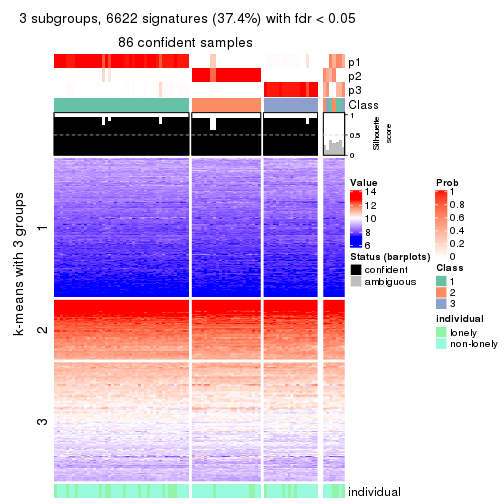 3 subgroups, 6622 signatures (37.4%) with fdr < 0.05
86 confident samples
p1
p2
p3
Class
1
0.5
0
Silhouette
score
k-means with 3 groups
1
2
3
individual
Value
14
12
10
8
6
Status (barplots)
confident
ambiguous
Prob
1
0.8
0.6
0.4
0.2
0
Class
1
2
3
individual
lonely
non-lonely